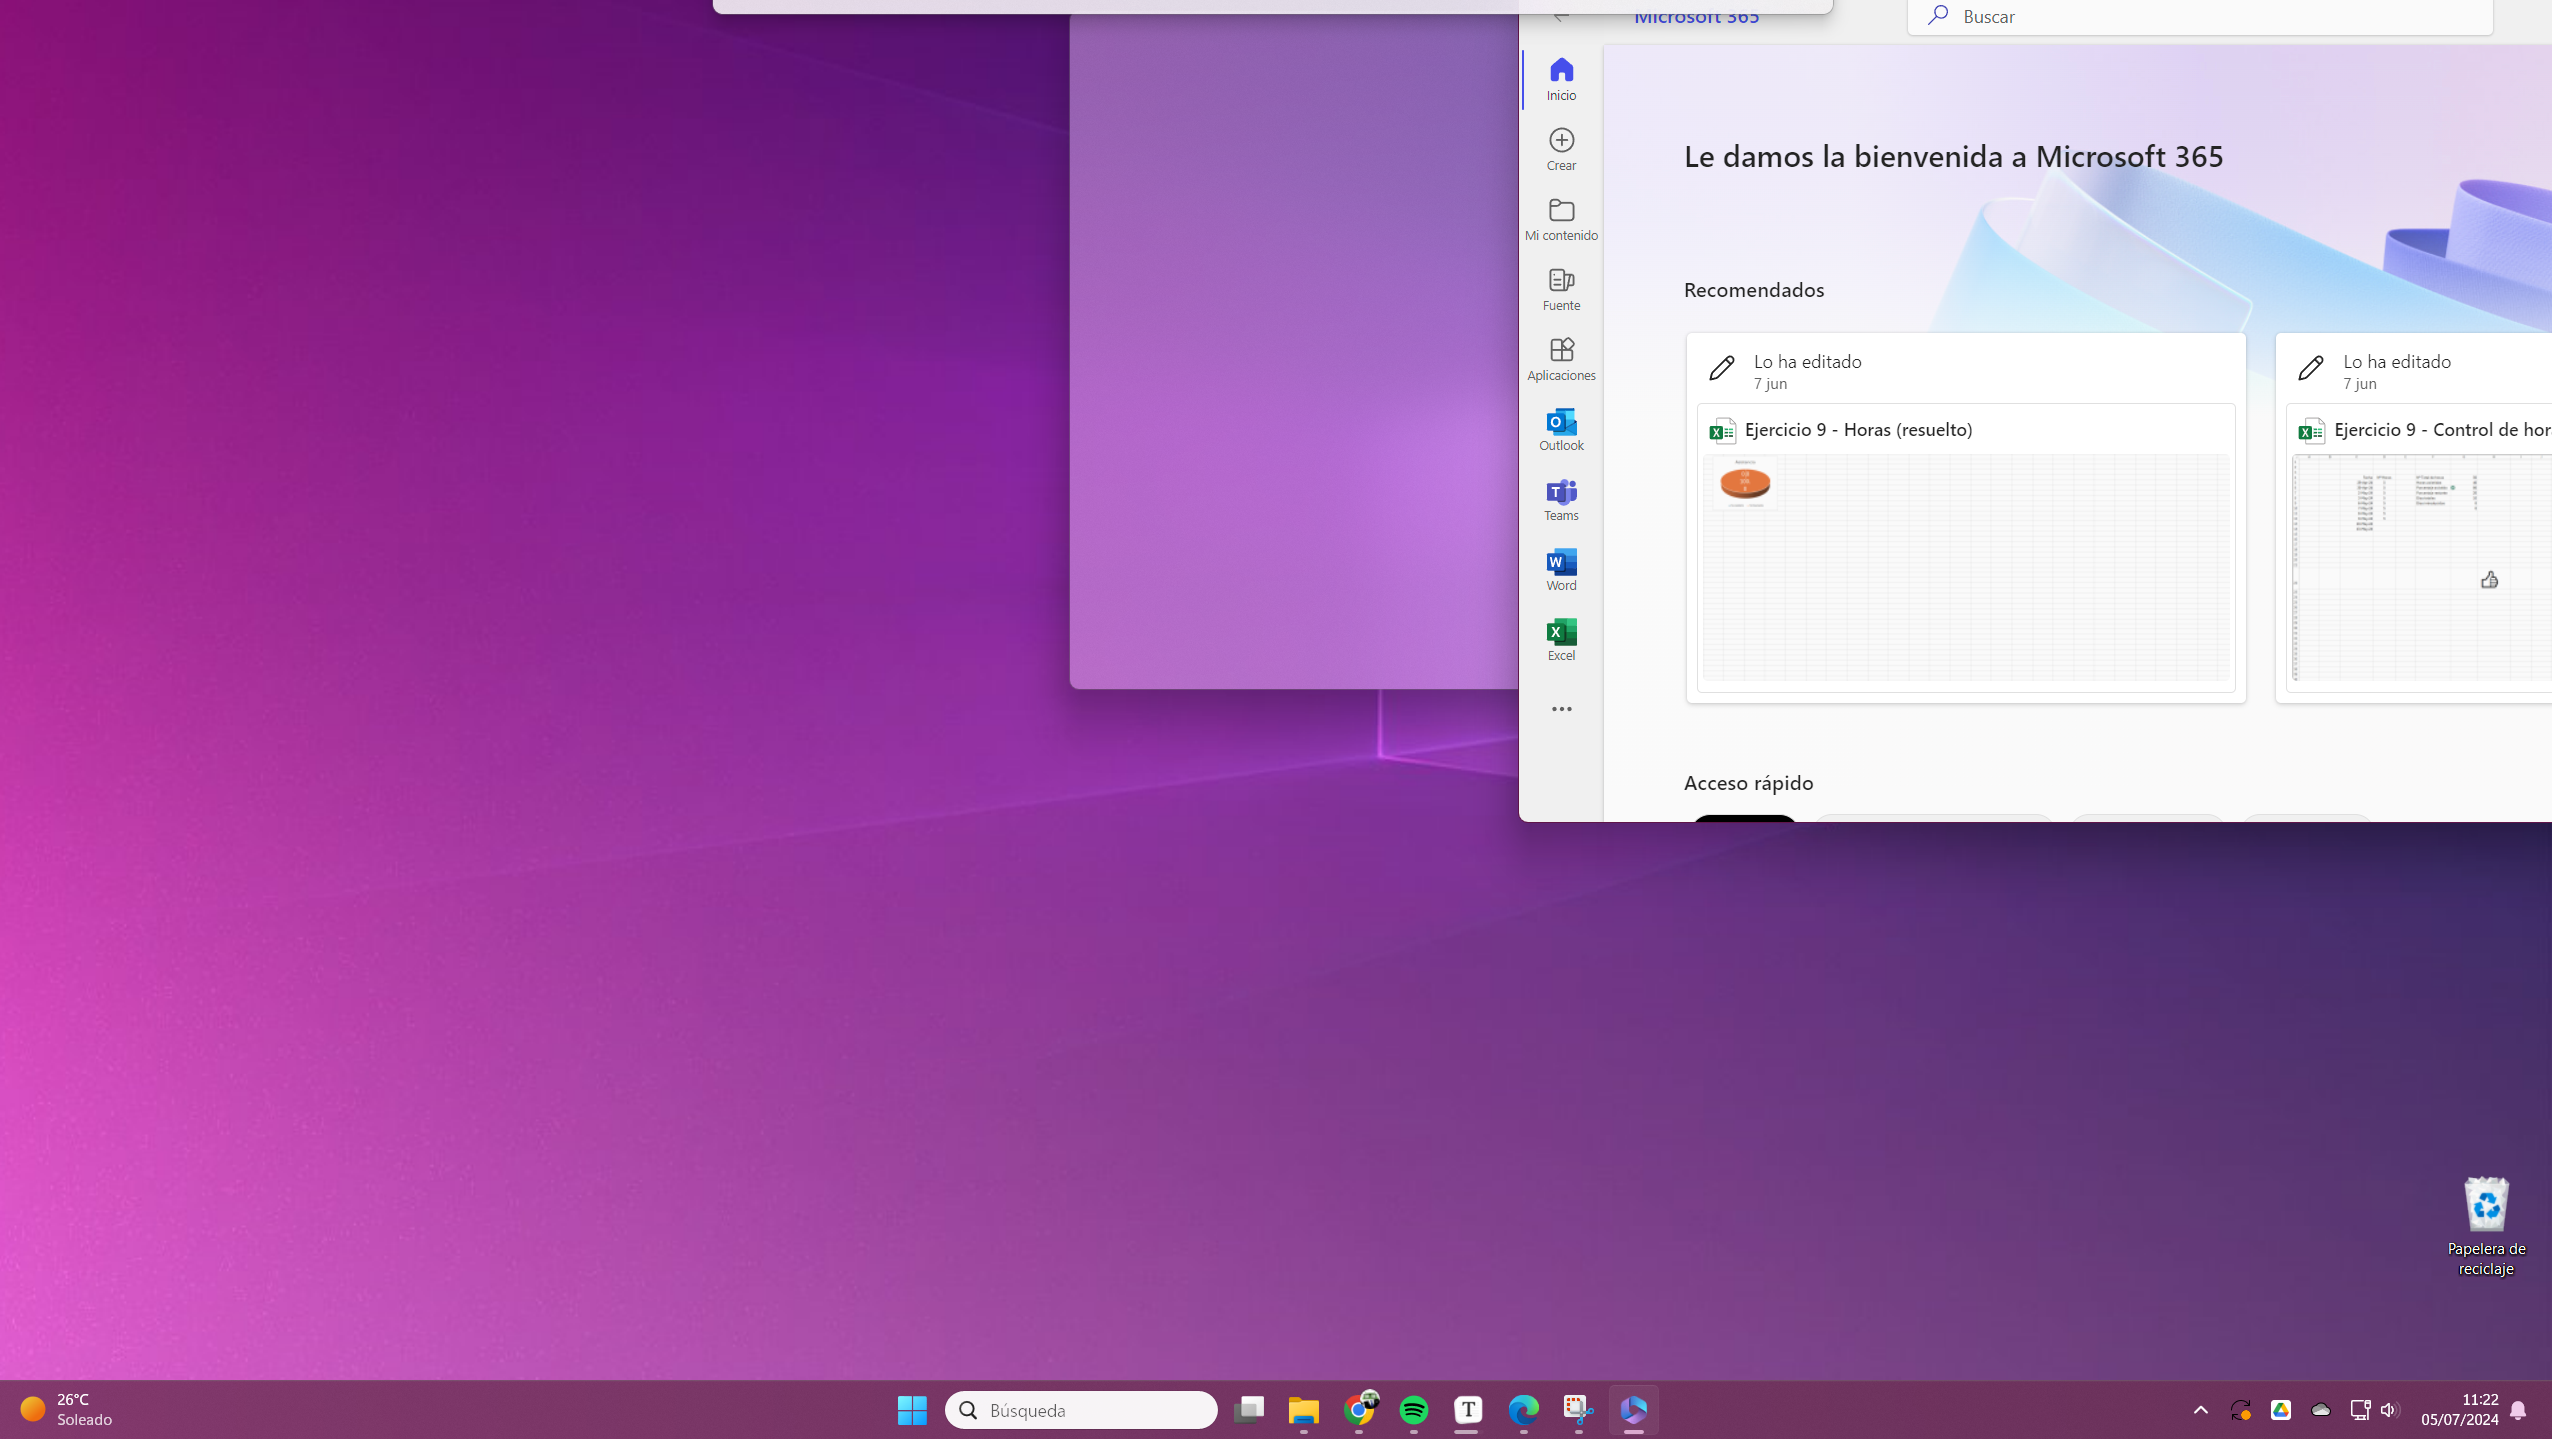 Microsoft 365
Buscar
Inicio
Crear
Mi contenido
Fuente
Aplicaciones
Outlook
Teams
Word
Excel
Le damos la bienvenida a Microsoft 365
Recomendados
Lo ha editado
7 jun
Ejercicio 9 - Horas (resuelto)
Lo ha editado
7 jun
Ejercicio 9 - Control de hor
Acceso rápido
Papelera de
reciclaje
26°C
Soleado
Búsqueda
11:22
05/07/2024